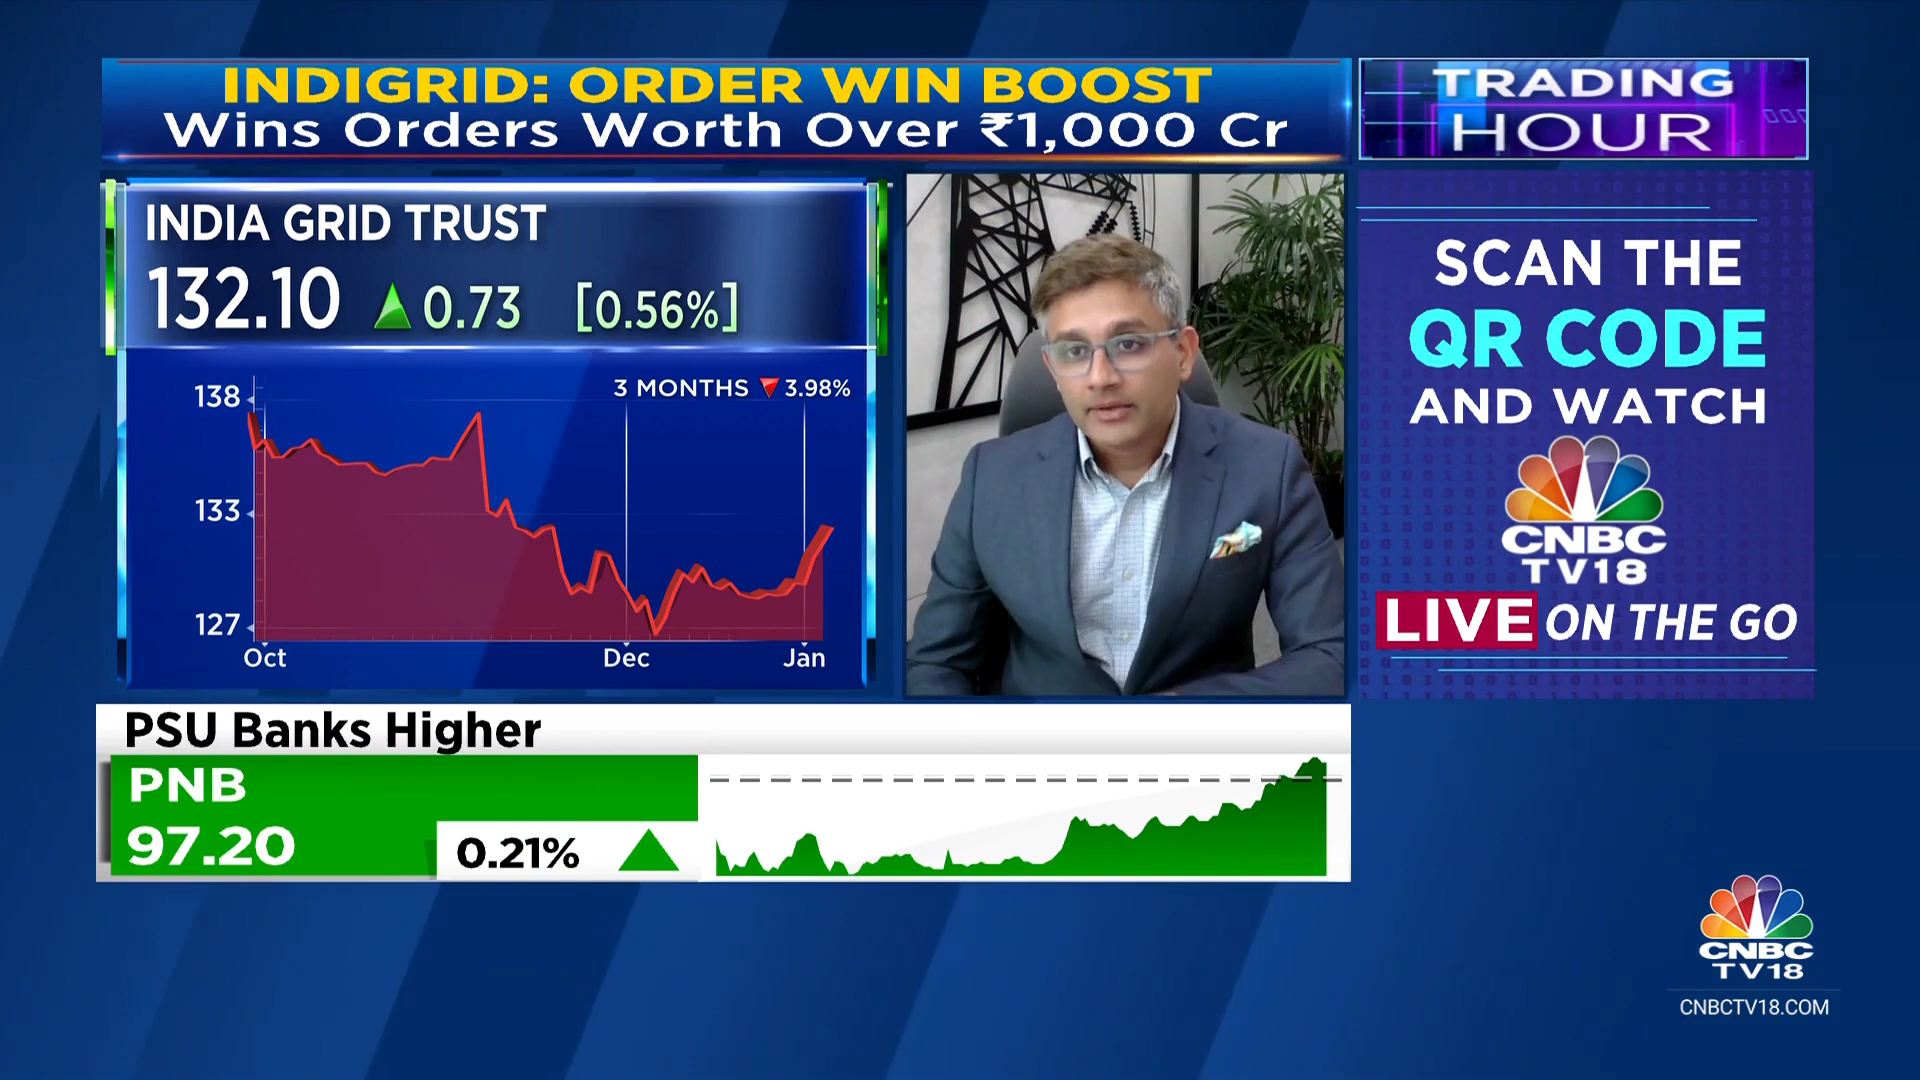 INDIGRID: ORDER WIN BOOST
Wins Orders Worth Over ₹1,000 Cr
TRADING
HOUR
INDIA GRID TRUST
132.10 ▲ 0.73 [0.56%]
3 MONTHS ▼ 3.98%
138
133
127
Oct Dec Jan
SCAN THE
QR CODE
AND WATCH
CNBC
TV18
LIVE ON THE GO
PSU Banks Higher
PNB
97.20
0.21% ▲
CNBC
TV18
CNBCTV18.COM